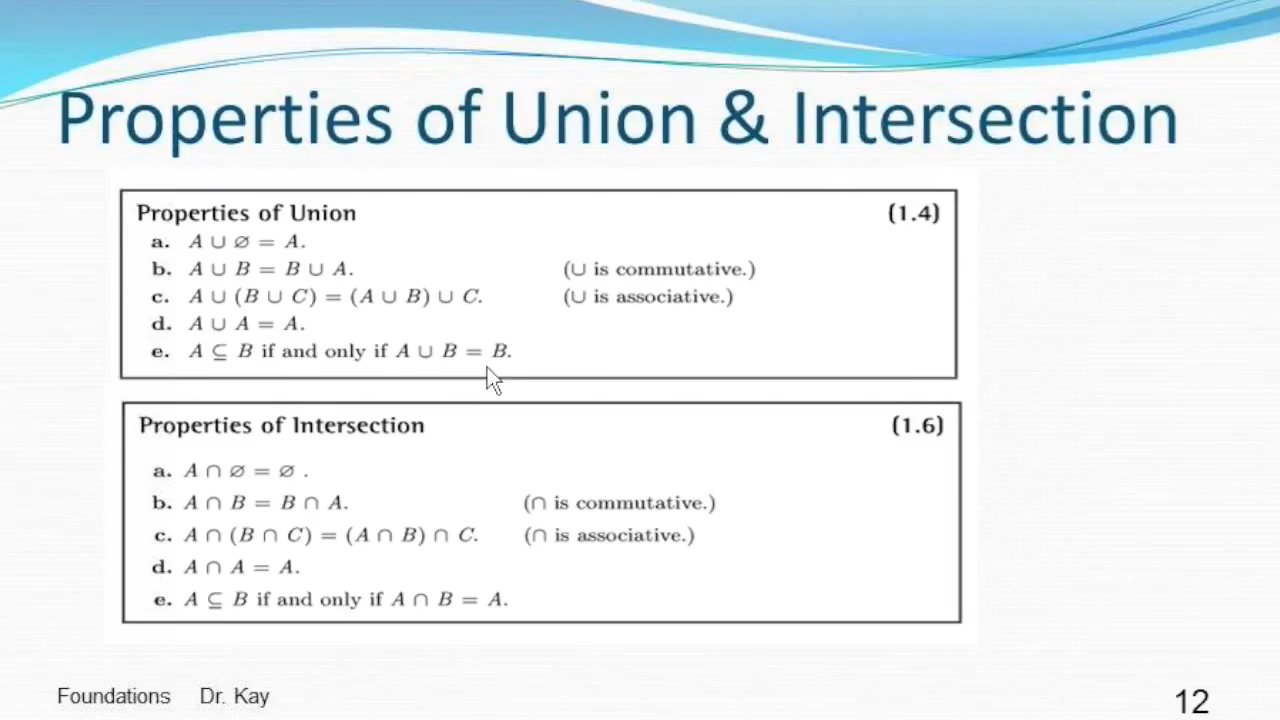 Properties of Union & Intersection
Properties of Union (1.4)
a. A ∪ ∅ = A.
b. A ∪ B = B ∪ A. (∪ is commutative.)
c. A ∪ (B ∪ C) = (A ∪ B) ∪ C. (∪ is associative.)
d. A ∪ A = A.
e. A ⊆ B if and only if A ∪ B = B.
Properties of Intersection (1.6)
a. A ∩ ∅ = ∅ .
b. A ∩ B = B ∩ A. (∩ is commutative.)
c. A ∩ (B ∩ C) = (A ∩ B) ∩ C. (∩ is associative.)
d. A ∩ A = A.
e. A ⊆ B if and only if A ∩ B = A.
Foundations Dr. Kay
12